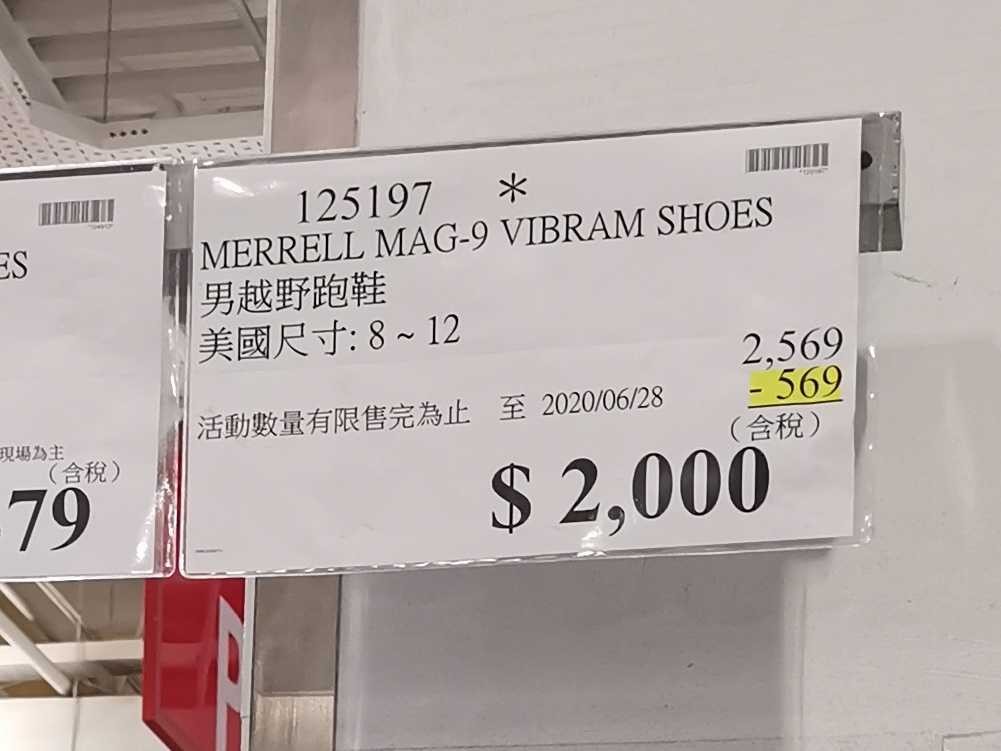 125197 *
MERRELL MAG-9 VIBRAM SHOES
男越野跑鞋
美國尺寸: 8 ~ 12
2,569
- 569
活動數量有限售完為止 至 2020/06/28
(含稅)
$ 2,000
ES
現場為主
(含稅)
79